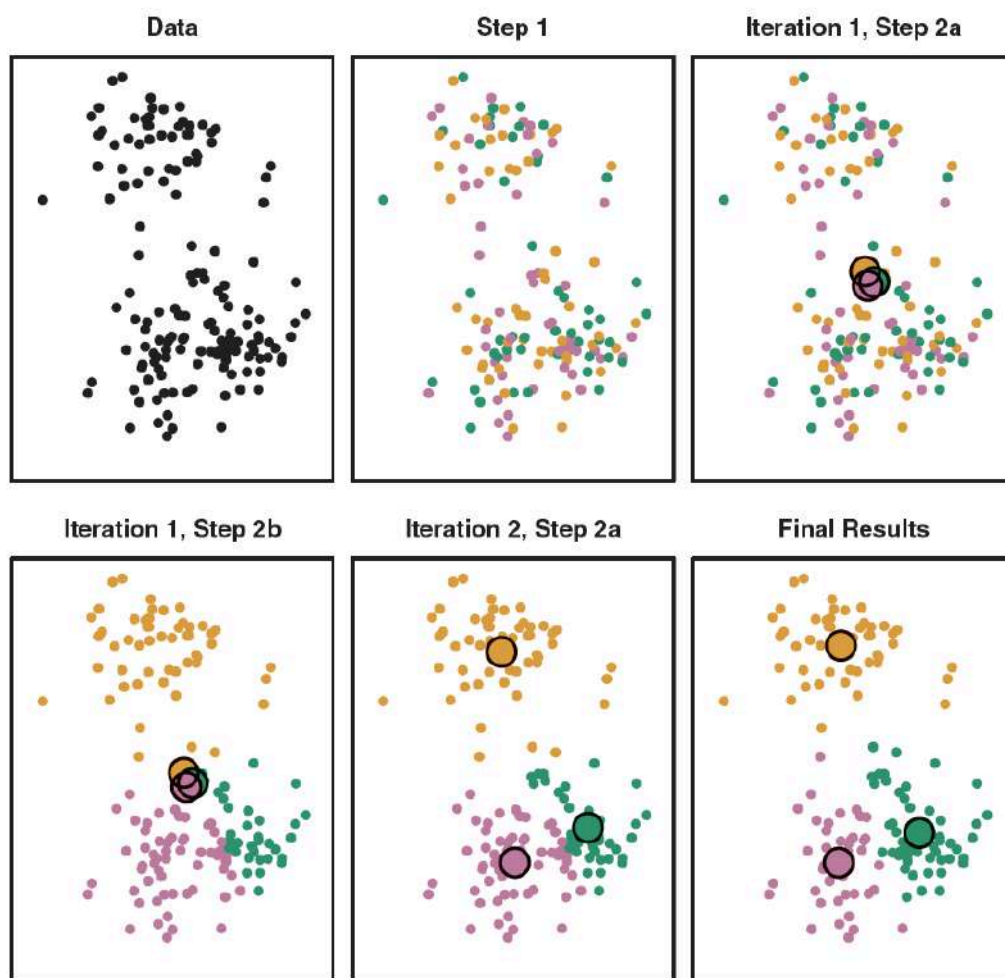 Data
Step 1
Iteration 1, Step 2a
Iteration 1, Step 2b
Iteration 2, Step 2a
Final Results